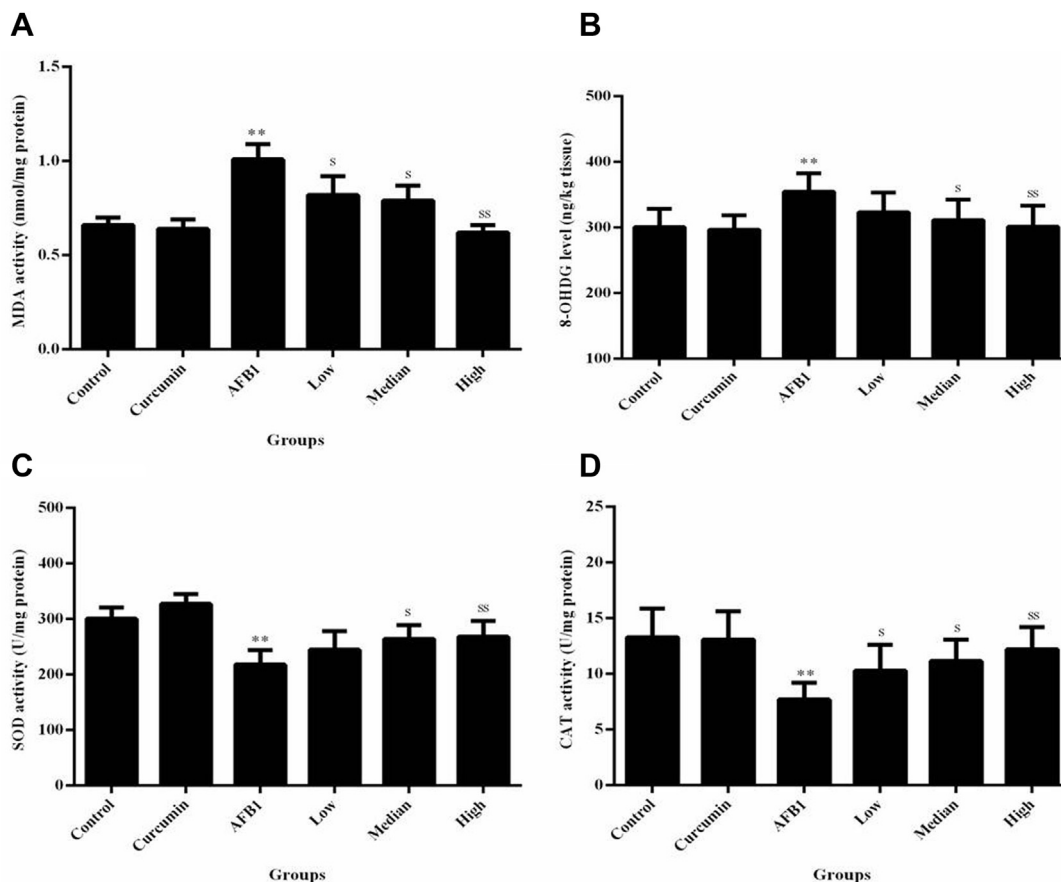 A
MDA activity (nmol/mg protein)
1.5
1.0
0.5
0.0
**
s
s
ss
Control
Curcumin
AFB1
Low
Median
High
Groups
B
8-OHDG level (ng/kg tissue)
500
400
300
200
100
**
s
ss
Control
Curcumin
AFB1
Low
Median
High
C
SOD activity (U/mg protein)
500
400
300
200
100
0
**
s
ss
Control
Curcumin
AFB1
Low
Median
High
Groups
D
CAT activity (U/mg protein)
25
20
15
10
5
0
**
s
s
ss
Control
Curcumin
AFB1
Low
Median
High
Groups